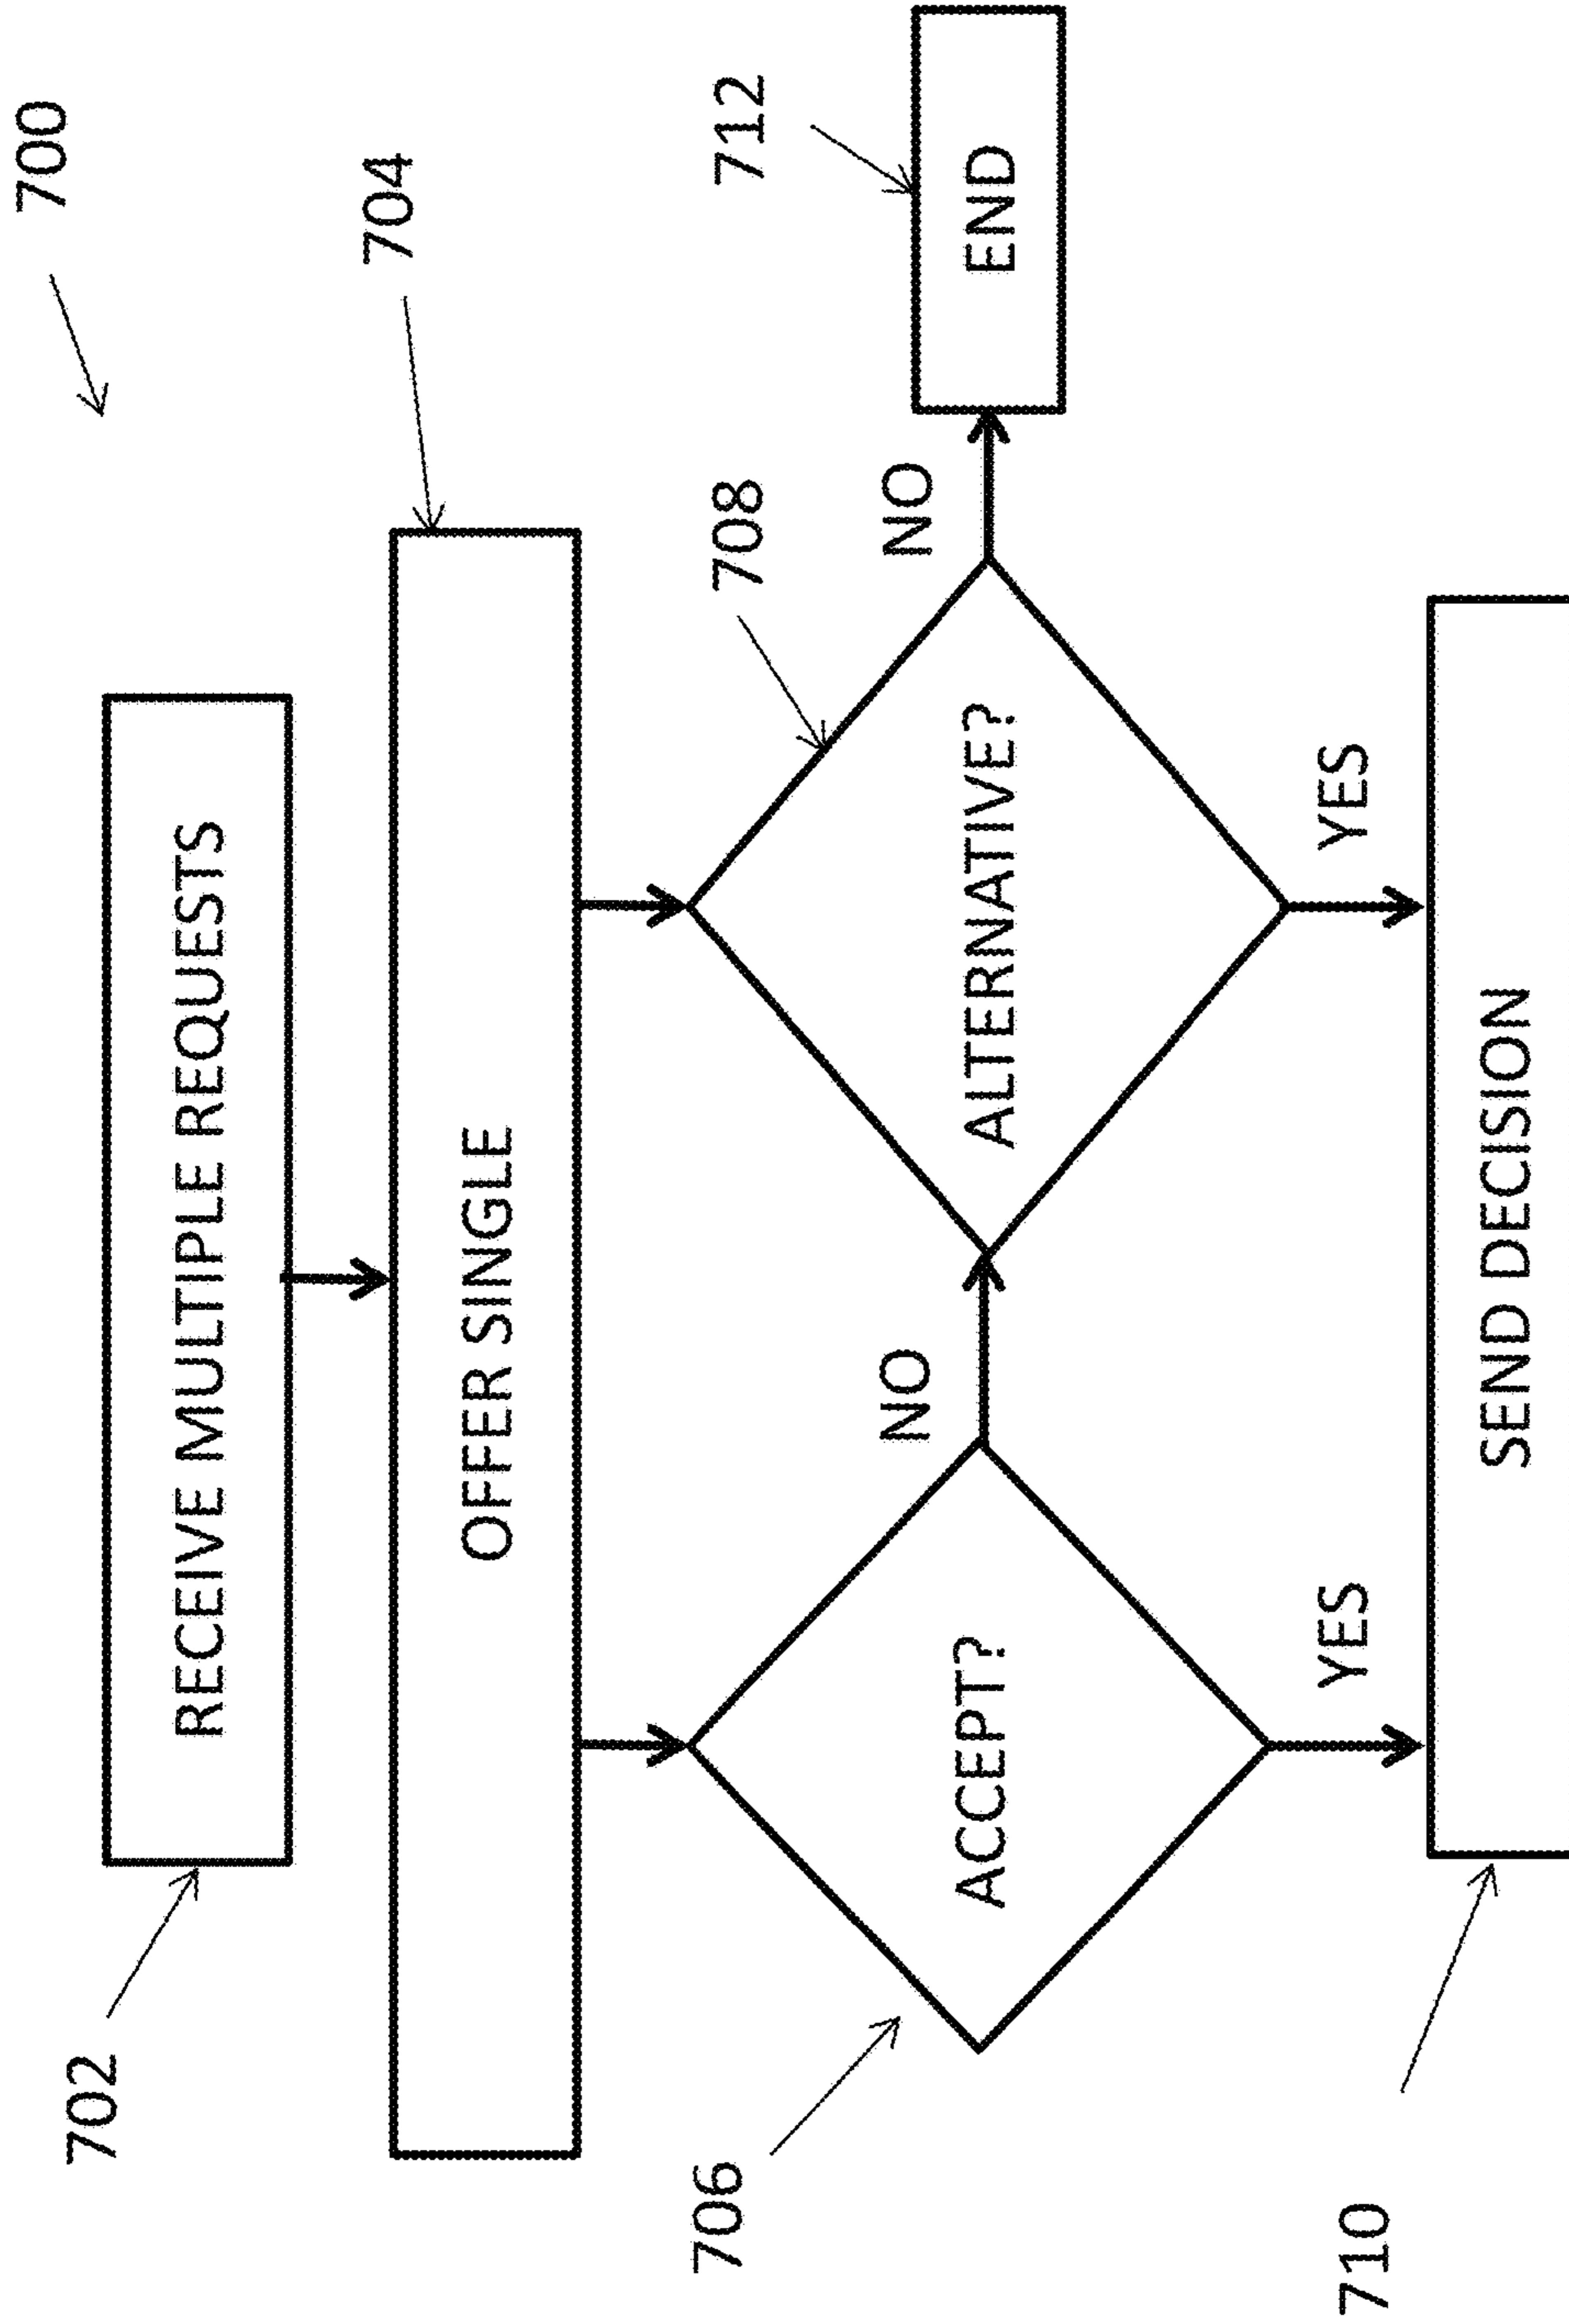 700
702
RECEIVE MULTIPLE REQUESTS
704
OFFER SINGLE
706
ACCEPT?
NO
708
ALTERNATIVE?
NO
712
END
YES
YES
710
SEND DECISION